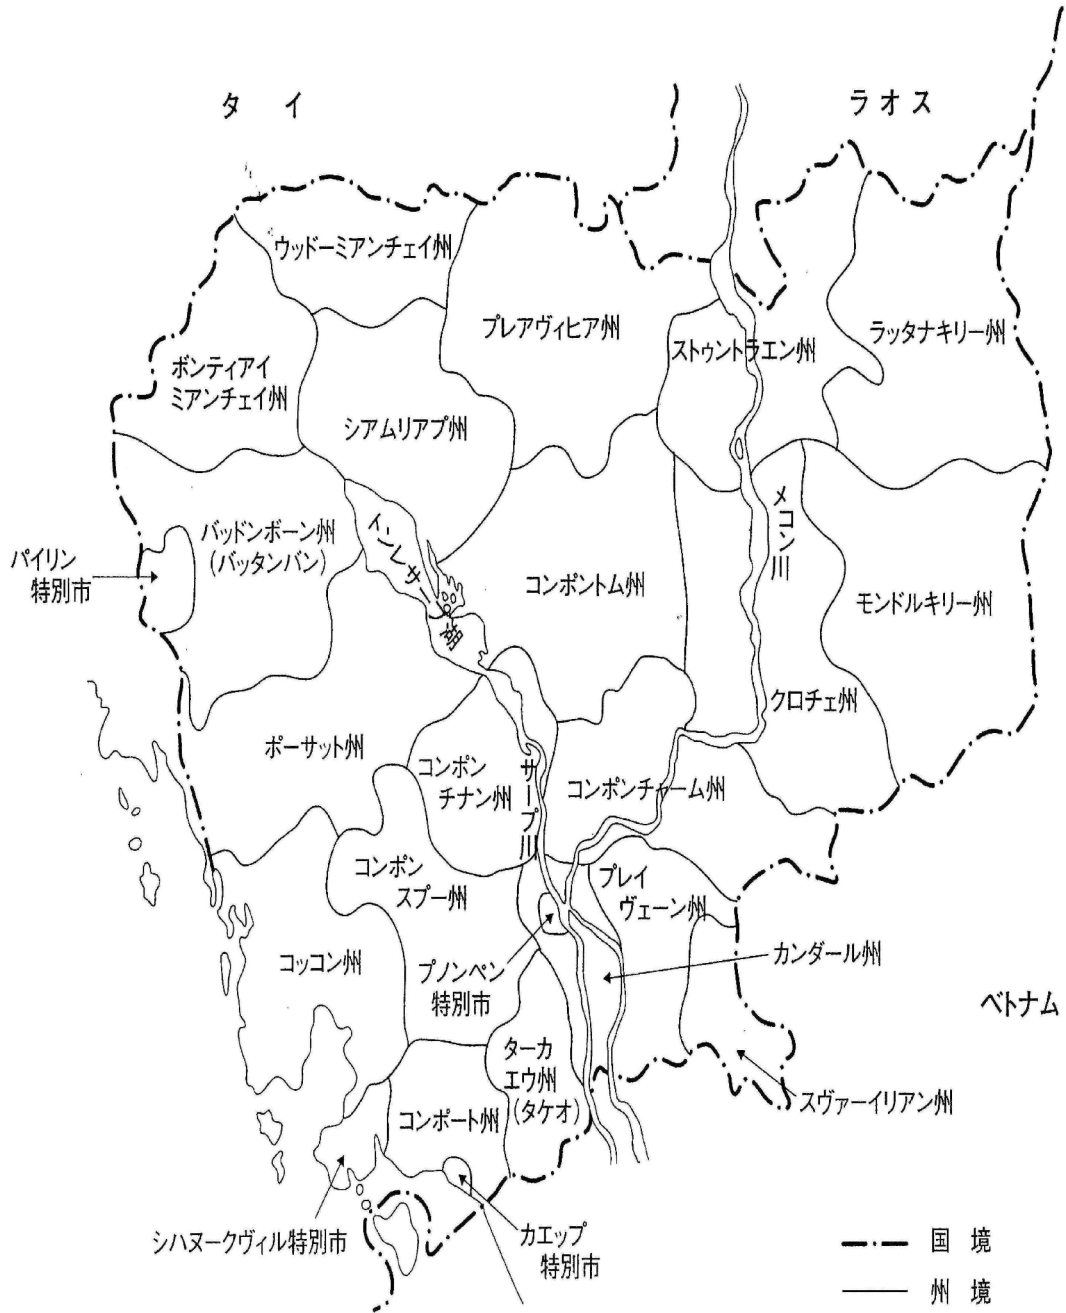 タイ
ラオス
ウッドーミアンチェイ州
プレアヴィヒア州
ストゥントラエン州
ラッタナキリー州
ボンティアイ
ミアンチェイ州
シアムリアプ州
バッドンボーン州
(バッタンバン)
パイリン
特別市
トンレサープ湖
コンポントム州
メコン川
モンドルキリー州
クロチェ州
ポーサット州
コンポン
チナン州
サープ川
コンポンチャーム州
コンポン
スプー州
プレイ
ヴェーン州
コッコン州
プノンペン
特別市
カンダール州
ベトナム
ターカ
エウ州
(タケオ)
スヴァーイリアン州
コンポート州
シハヌークヴィル特別市
カエップ
特別市
国境
州境